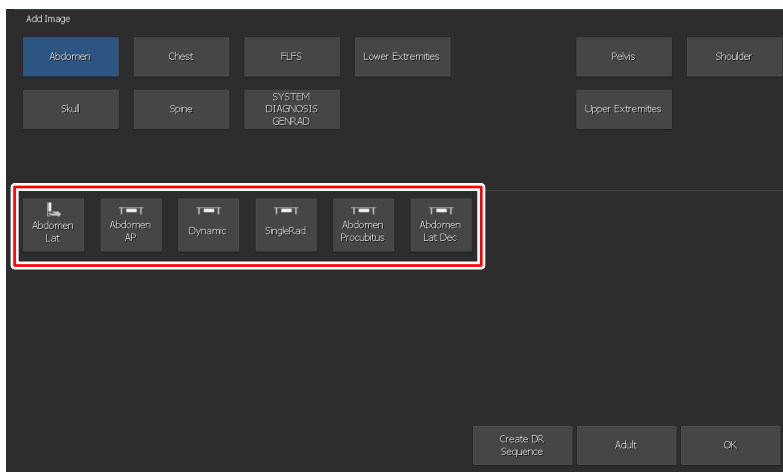 Add Image
Abdomen
Chest
FLFS
Lower Extremities
Pelvis
Shoulder
Skull
Spine
SYSTEM
DIAGNOSIS
GENRAD
Upper Extremities
Abdomen
Lat
Abdomen
AP
Dynamic
SingleRad
Abdomen
Procubitus
Abdomen
Lat Dec
Create DR
Sequence
Adult
OK